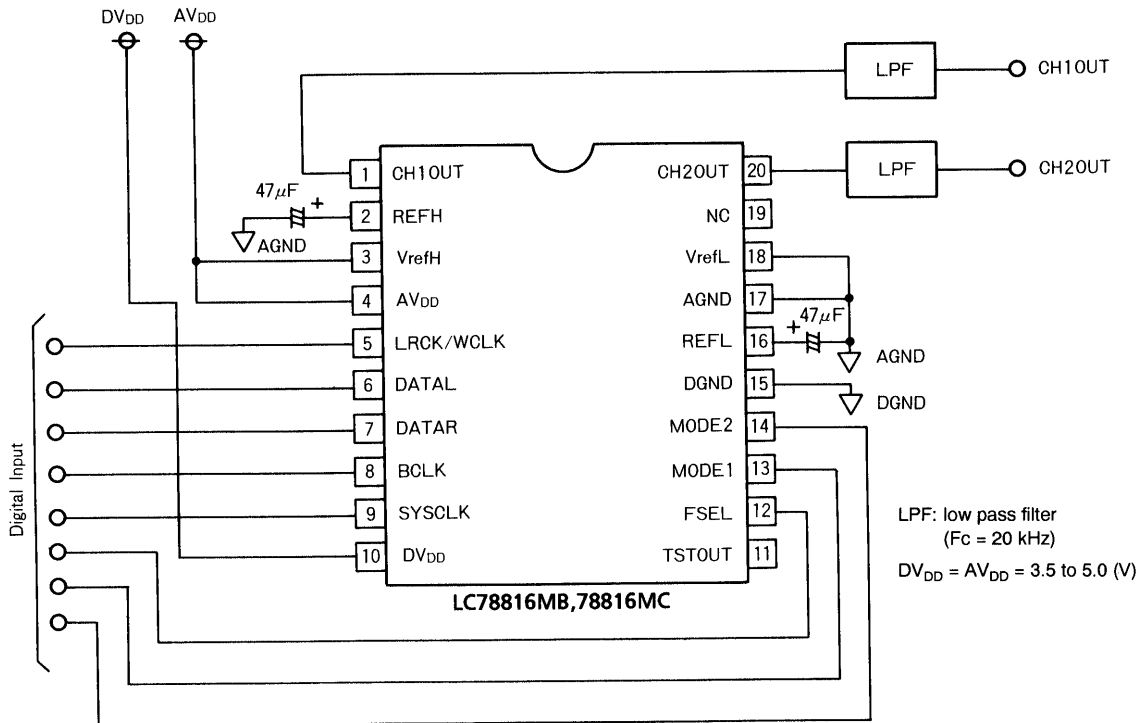 DVDD AVDD
LPF CH1OUT
LPF CH2OUT
47μF +
AGND
1 CH1OUT
2 REFH
3 VrefH
4 AVDD
5 LRCK/WCLK
6 DATAL
7 DATAR
8 BCLK
9 SYSCLK
10 DVDD
CH2OUT 20
NC 19
VrefL 18
AGND 17
REFL 16
DGND 15
MODE2 14
MODE1 13
FSEL 12
TSTOUT 11
+ 47μF
AGND
DGND
Digital Input
LC78816MB,78816MC
LPF: low pass filter
(Fc = 20 kHz)
DVDD = AVDD = 3.5 to 5.0 (V)